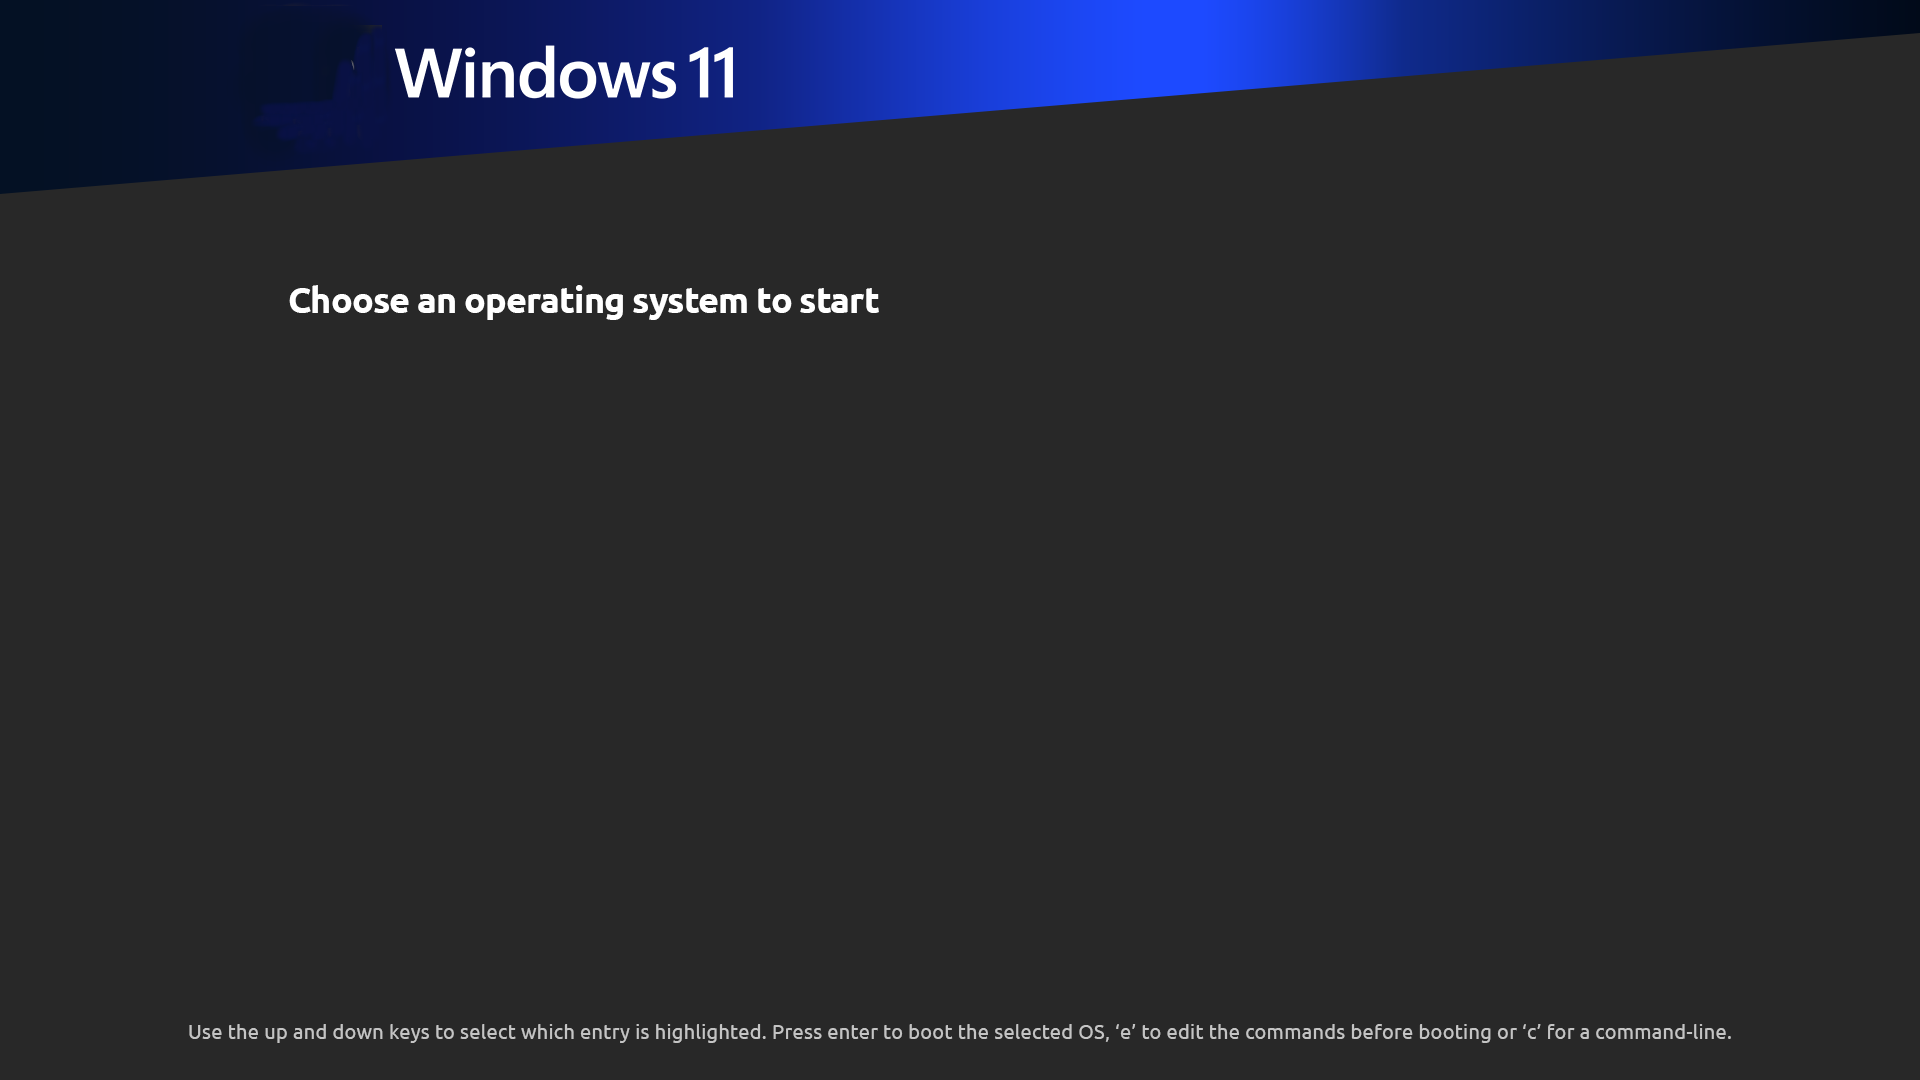 Windows 11
Choose an operating system to start
Use the up and down keys to select which entry is highlighted. Press enter to boot the selected OS, ‘e’ to edit the commands before booting or ‘c’ for a command-line.